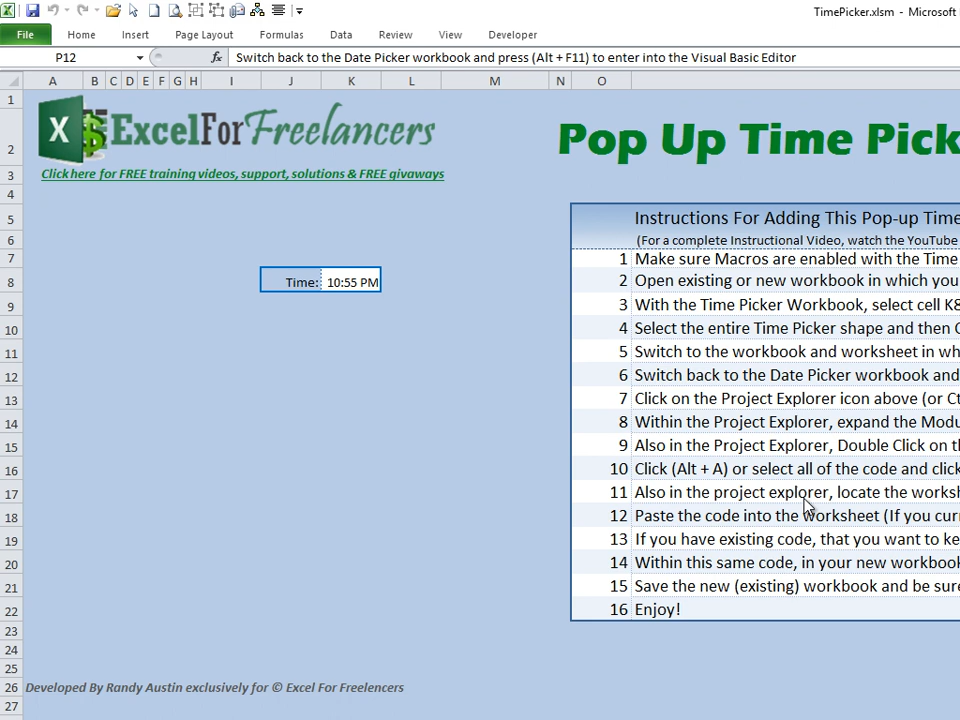 TimePicker.xlsm - Microsoft
File Home Insert Page Layout Formulas Data Review View Developer
P12 fx Switch back to the Date Picker workbook and press (Alt + F11) to enter into the Visual Basic Editor
A B C D E F G H I J K L M N O
1
2 ExcelForFreelancers Pop Up Time Pick
3 Click here for FREE training videos, support, solutions & FREE givaways
4
5 Instructions For Adding This Pop-up Time
6 (For a complete Instructional Video, watch the YouTube
7 1 Make sure Macros are enabled with the Time
8 Time: 10:55 PM 2 Open existing or new workbook in which you
9 3 With the Time Picker Workbook, select cell K8
10 4 Select the entire Time Picker shape and then
11 5 Switch to the workbook and worksheet in wh
12 6 Switch back to the Date Picker workbook and
13 7 Click on the Project Explorer icon above (or Ct
14 8 Within the Project Explorer, expand the Modu
15 9 Also in the Project Explorer, Double Click on th
16 10 Click (Alt + A) or select all of the code and click
17 11 Also in the project explorer, locate the worksh
18 12 Paste the code into the worksheet (If you curr
19 13 If you have existing code, that you want to ke
20 14 Within this same code, in your new workbook
21 15 Save the new (existing) workbook and be sure
22 16 Enjoy!
23
24
25
26 Developed By Randy Austin exclusively for © Excel For Freelancers
27